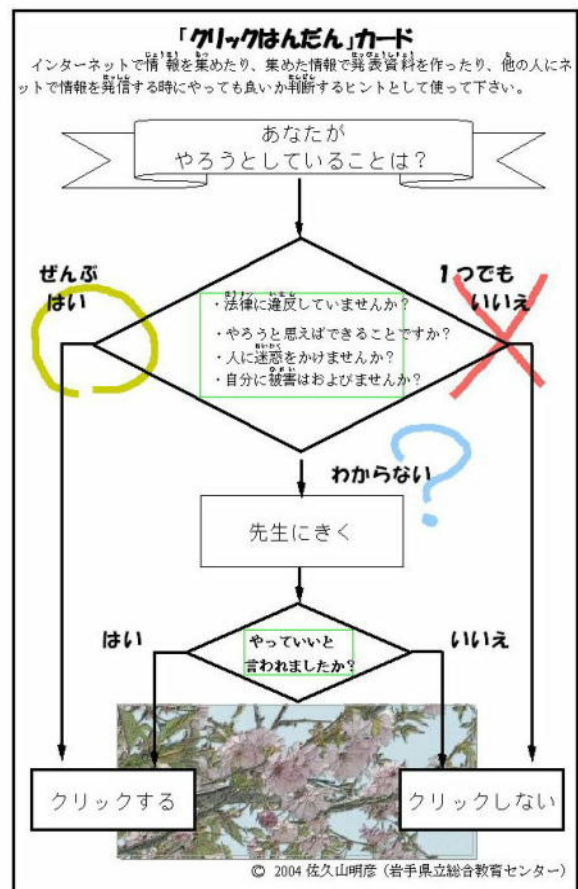 「クリックはんだん」カード
インターネットで情報を集めたり、集めた情報で発表資料を作ったり、他の人にネ
ットで情報を発信する時にやっても良いか判断するヒントとして使って下さい。
あなたが
やろうとしていることは?
ぜんぶ
はい
1つでも
いいえ
・法律に違反していませんか?
・やろうと思えばできることですか?
・人に迷惑をかけませんか?
・自分に被害はおよびませんか?
わからない
?
先生にきく
はい
やっていいと
言われましたか?
いいえ
クリックする
クリックしない
© 2004 佐久山明彦(岩手県立総合教育センター)